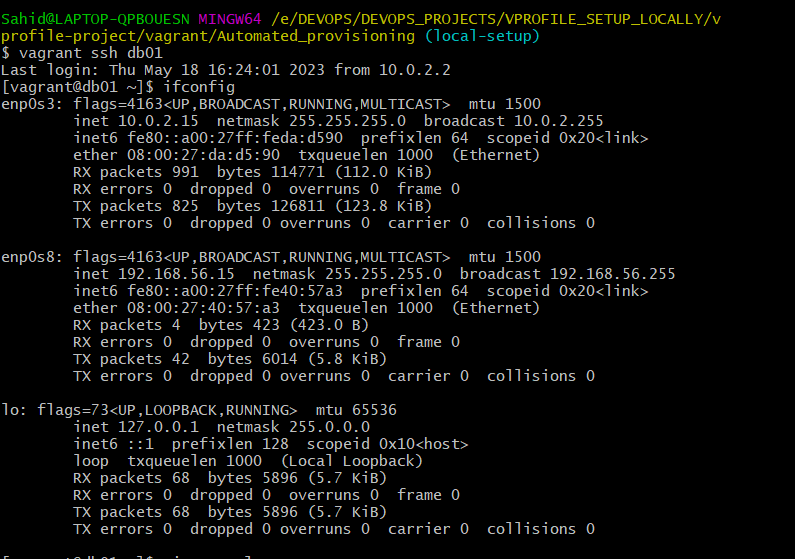 Sahid@LAPTOP-QPBOUESN MINGW64 /e/DEVOPS/DEVOPS_PROJECTS/VPROFILE_SETUP_LOCALLY/v
profile-project/vagrant/Automated_provisioning (local-setup)
$ vagrant ssh db01
Last login: Thu May 18 16:24:01 2023 from 10.0.2.2
[vagrant@db01 ~]$ ifconfig
enp0s3: flags=4163<UP,BROADCAST,RUNNING,MULTICAST>  mtu 1500
        inet 10.0.2.15  netmask 255.255.255.0  broadcast 10.0.2.255
        inet6 fe80::a00:27ff:feda:d590  prefixlen 64  scopeid 0x20<link>
        ether 08:00:27:da:d5:90  txqueuelen 1000  (Ethernet)
        RX packets 991  bytes 114771 (112.0 KiB)
        RX errors 0  dropped 0  overruns 0  frame 0
        TX packets 825  bytes 126811 (123.8 KiB)
        TX errors 0  dropped 0 overruns 0  carrier 0  collisions 0
enp0s8: flags=4163<UP,BROADCAST,RUNNING,MULTICAST>  mtu 1500
        inet 192.168.56.15  netmask 255.255.255.0  broadcast 192.168.56.255
        inet6 fe80::a00:27ff:fe40:57a3  prefixlen 64  scopeid 0x20<link>
        ether 08:00:27:40:57:a3  txqueuelen 1000  (Ethernet)
        RX packets 4  bytes 423 (423.0 B)
        RX errors 0  dropped 0  overruns 0  frame 0
        TX packets 42  bytes 6014 (5.8 KiB)
        TX errors 0  dropped 0 overruns 0  carrier 0  collisions 0
lo: flags=73<UP,LOOPBACK,RUNNING>  mtu 65536
        inet 127.0.0.1  netmask 255.0.0.0
        inet6 ::1  prefixlen 128  scopeid 0x10<host>
        loop  txqueuelen 1000  (Local Loopback)
        RX packets 68  bytes 5896 (5.7 KiB)
        RX errors 0  dropped 0  overruns 0  frame 0
        TX packets 68  bytes 5896 (5.7 KiB)
        TX errors 0  dropped 0 overruns 0  carrier 0  collisions 0